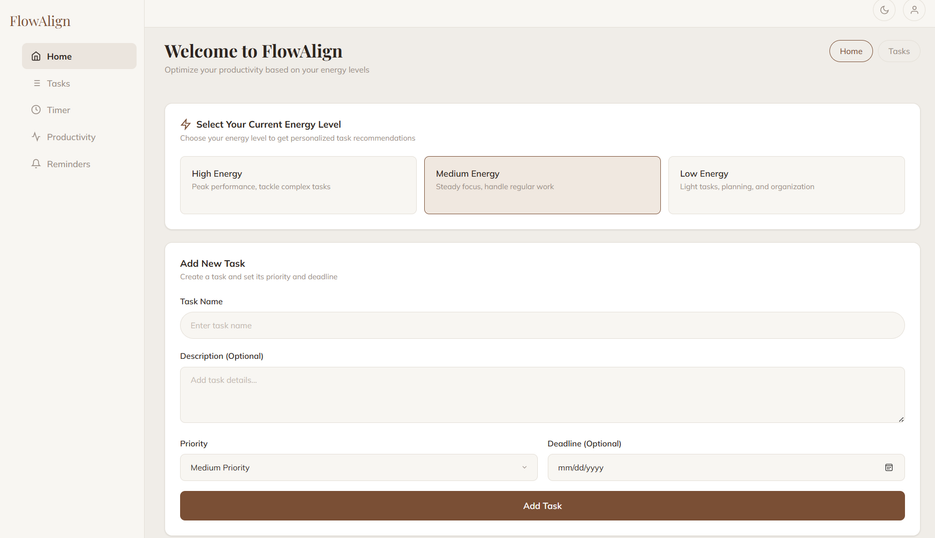 FlowAlign
Home
Tasks
Timer
Productivity
Reminders
Welcome to FlowAlign
Optimize your productivity based on your energy levels
Home
Tasks
Select Your Current Energy Level
Choose your energy level to get personalized task recommendations
High Energy
Peak performance, tackle complex tasks
Medium Energy
Steady focus, handle regular work
Low Energy
Light tasks, planning, and organization
Add New Task
Create a task and set its priority and deadline
Task Name
Enter task name
Description (Optional)
Add task details...
Priority
Medium Priority
Deadline (Optional)
mm/dd/yyyy
Add Task